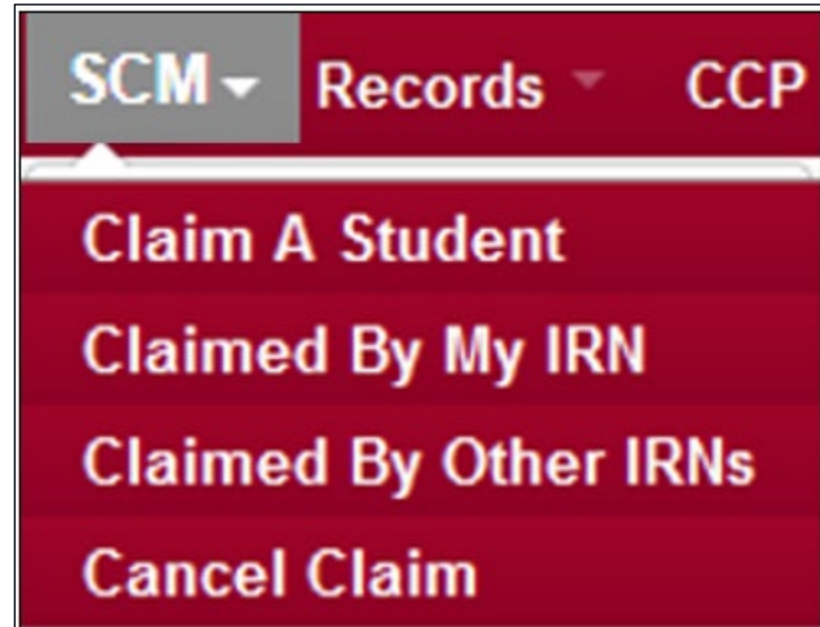 SCM Records CCP
Claim A Student
Claimed By My IRN
Claimed By Other IRNs
Cancel Claim